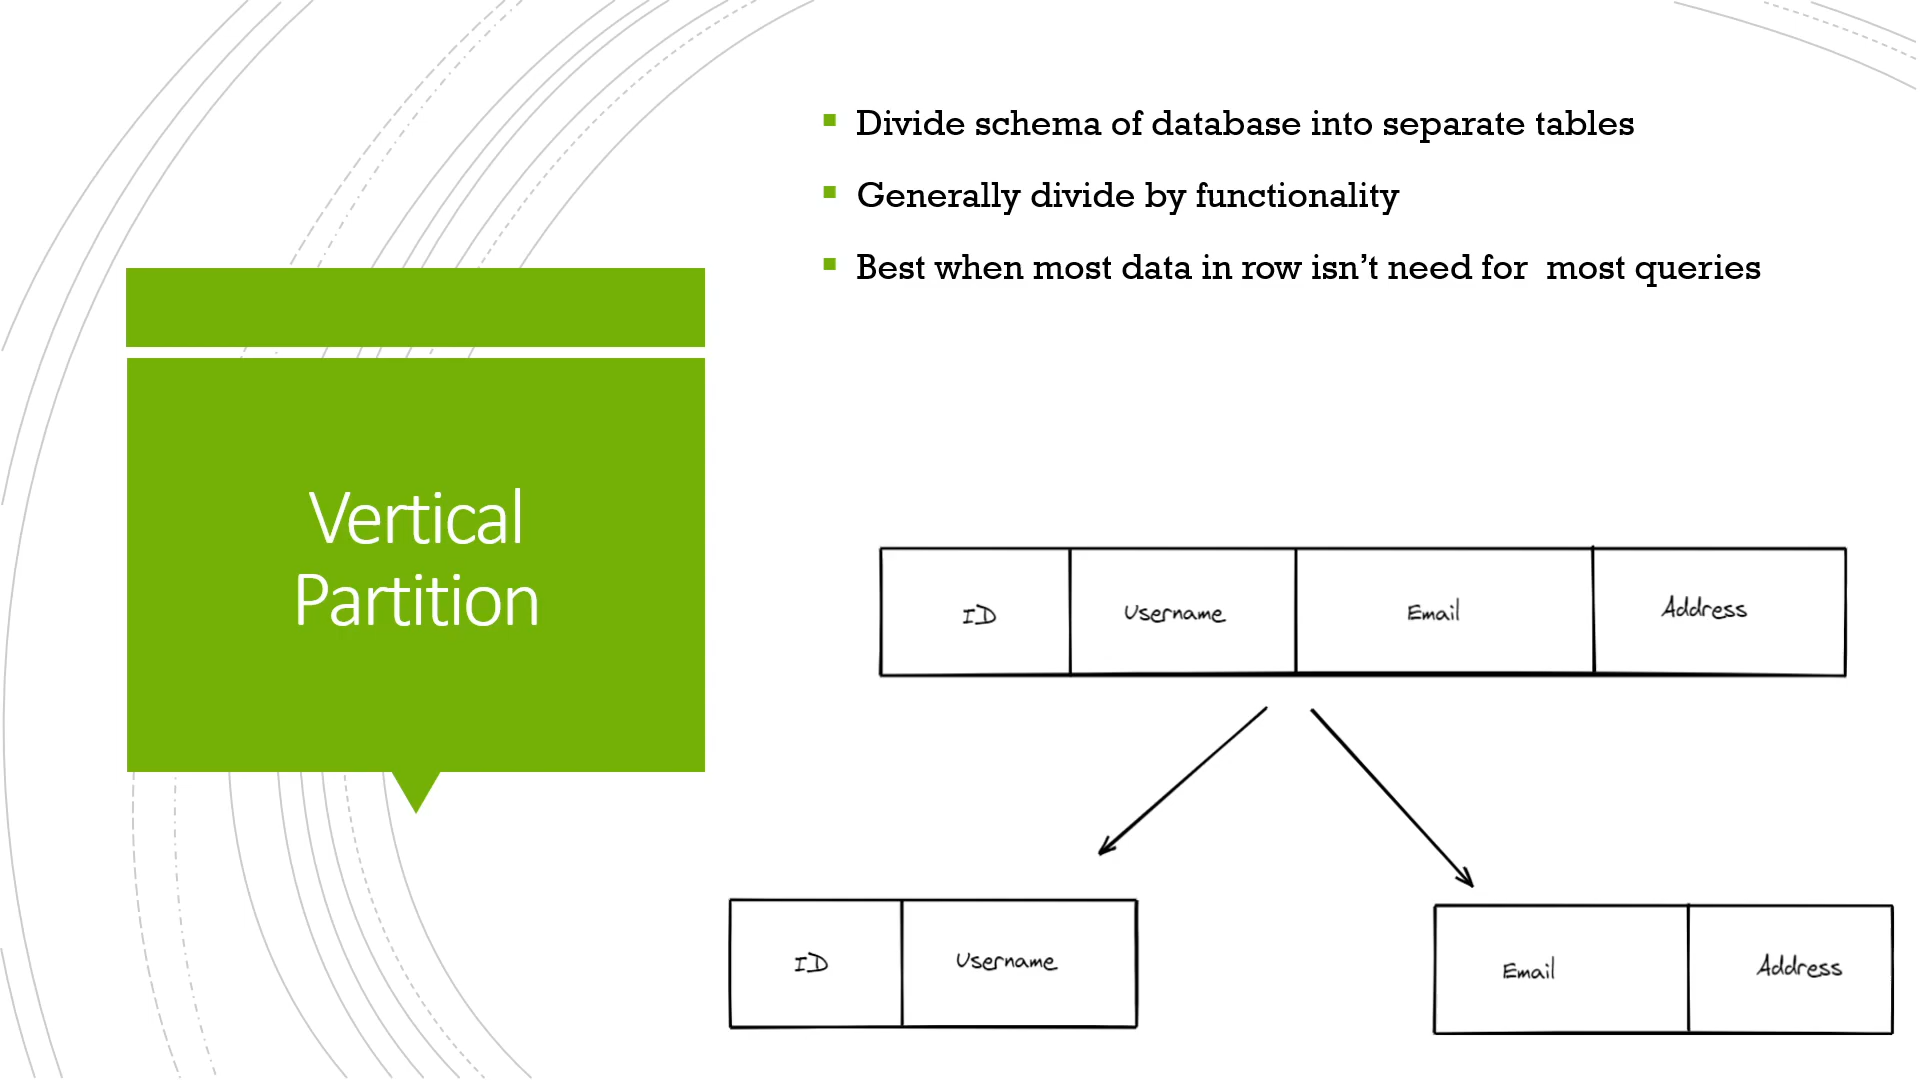 Vertical
Partition
Divide schema of database into separate tables
Generally divide by functionality
Best when most data in row isn’t need for  most queries
ID Username Email Address
ID Username
Email Address